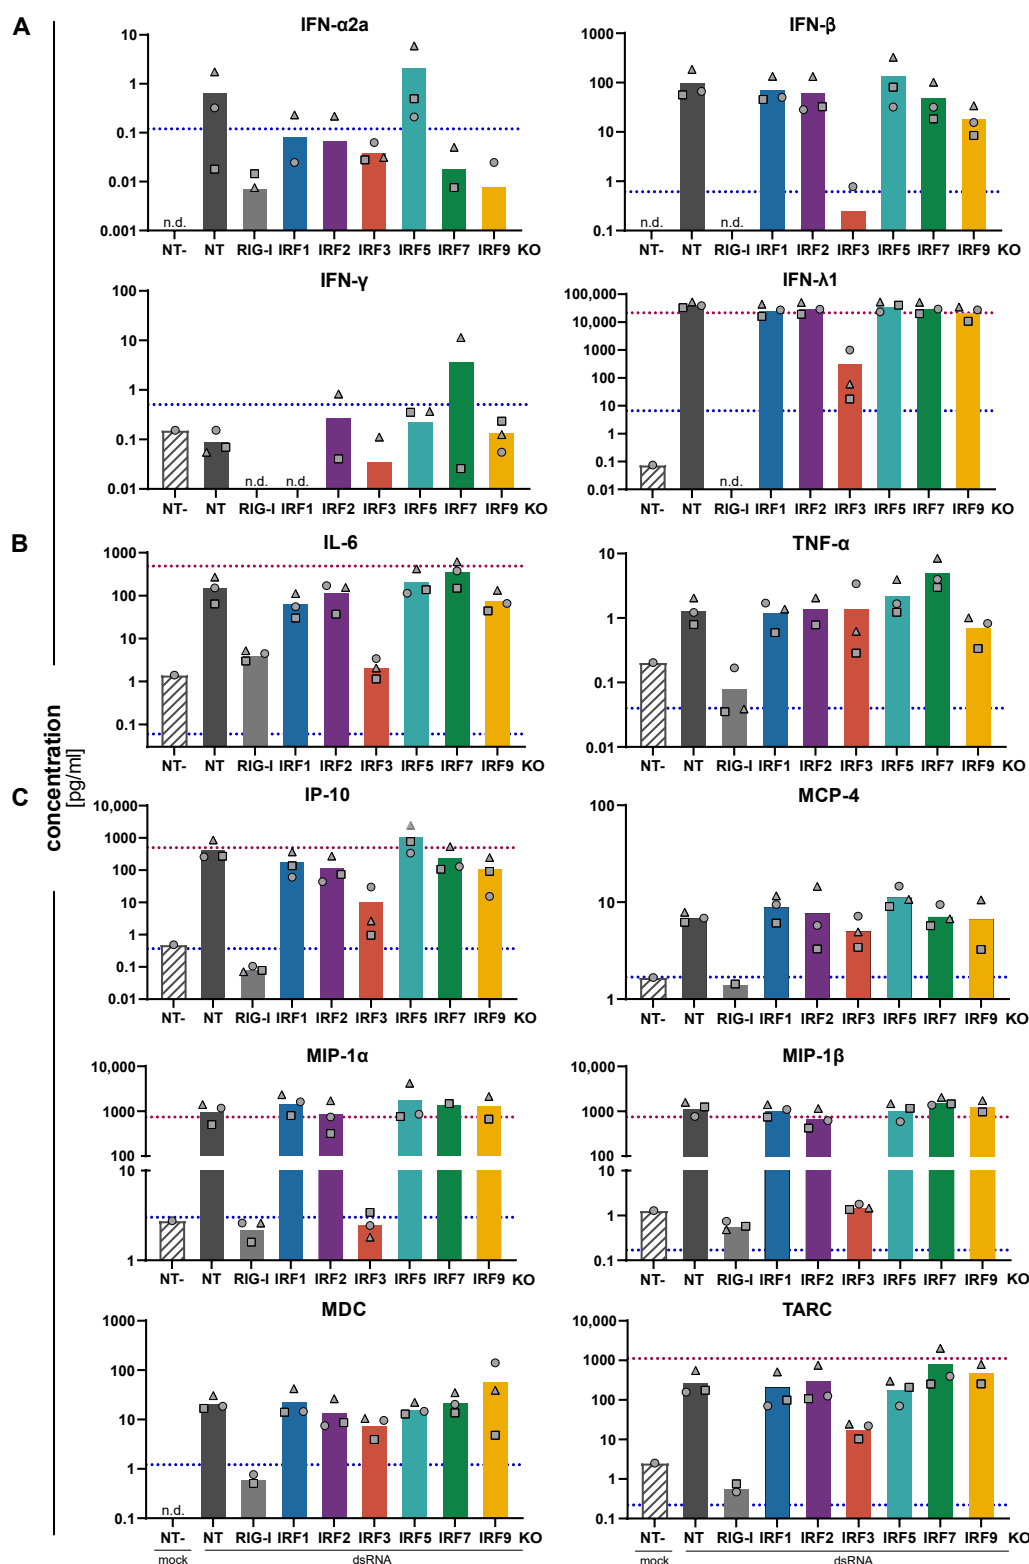 A
IFN-α2a
10
1
0.1
0.01
0.001
n.d.
NT- NT RIG-I IRF1 IRF2 IRF3 IRF5 IRF7 IRF9 KO
IFN-β
1000
100
10
1
0.1
n.d. n.d.
NT- NT RIG-I IRF1 IRF2 IRF3 IRF5 IRF7 IRF9 KO
IFN-γ
100
10
1
0.1
0.01
n.d. n.d.
NT- NT RIG-I IRF1 IRF2 IRF3 IRF5 IRF7 IRF9 KO
IFN-λ1
100,000
10,000
1000
100
10
1
0.1
0.01
n.d.
NT- NT RIG-I IRF1 IRF2 IRF3 IRF5 IRF7 IRF9 KO
B
IL-6
1000
100
10
1
0.1
NT- NT RIG-I IRF1 IRF2 IRF3 IRF5 IRF7 IRF9 KO
TNF-α
10
1
0.1
0.01
NT- NT RIG-I IRF1 IRF2 IRF3 IRF5 IRF7 IRF9 KO
concentration
[pg/ml]
C
IP-10
10,000
1000
100
10
1
0.1
0.01
NT- NT RIG-I IRF1 IRF2 IRF3 IRF5 IRF7 IRF9 KO
MCP-4
100
10
1
NT- NT RIG-I IRF1 IRF2 IRF3 IRF5 IRF7 IRF9 KO
MIP-1α
10,000
1000
100
10
1
NT- NT RIG-I IRF1 IRF2 IRF3 IRF5 IRF7 IRF9 KO
MIP-1β
10,000
1000
100
10
1
0.1
NT- NT RIG-I IRF1 IRF2 IRF3 IRF5 IRF7 IRF9 KO
MDC
1000
100
10
1
0.1
n.d.
NT- NT RIG-I IRF1 IRF2 IRF3 IRF5 IRF7 IRF9 KO
mock dsRNA
TARC
10,000
1000
100
10
1
0.1
NT- NT RIG-I IRF1 IRF2 IRF3 IRF5 IRF7 IRF9 KO
mock dsRNA